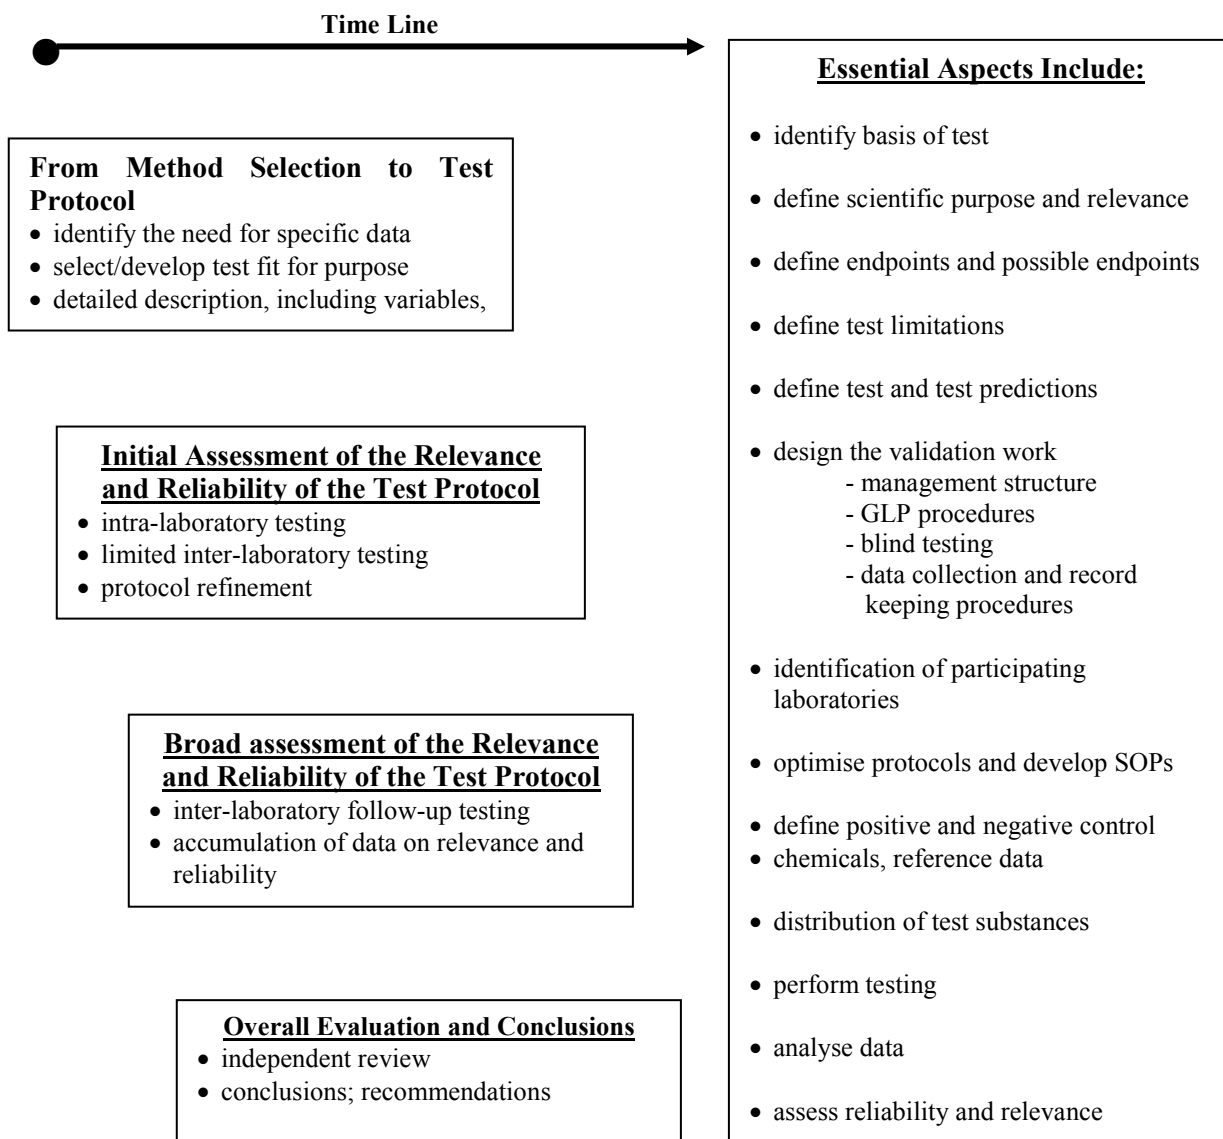 Time Line
From Method Selection to Test
Protocol
• identify the need for specific data
• select/develop test fit for purpose
• detailed description, including variables,
Initial Assessment of the Relevance
and Reliability of the Test Protocol
• intra-laboratory testing
• limited inter-laboratory testing
• protocol refinement
Broad assessment of the Relevance
and Reliability of the Test Protocol
• inter-laboratory follow-up testing
• accumulation of data on relevance and
reliability
Overall Evaluation and Conclusions
• independent review
• conclusions; recommendations
Essential Aspects Include:
• identify basis of test
• define scientific purpose and relevance
• define endpoints and possible endpoints
• define test limitations
• define test and test predictions
• design the validation work
- management structure
- GLP procedures
- blind testing
- data collection and record
keeping procedures
• identification of participating
laboratories
• optimise protocols and develop SOPs
• define positive and negative control
• chemicals, reference data
• distribution of test substances
• perform testing
• analyse data
• assess reliability and relevance